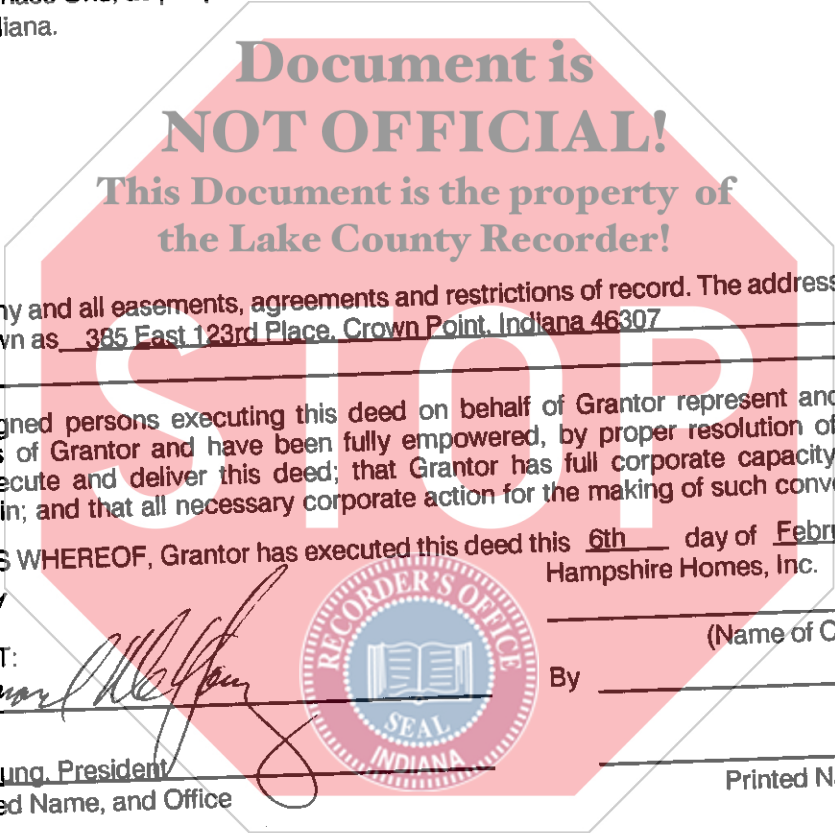 diana.
Document is
NOT OFFICIAL!
This Document is the property of
the Lake County Recorder!
ny and all easements, agreements and restrictions of record. The address
wn as 385 East 123rd Place, Crown Point, Indiana 46307
STOP
gned persons executing this deed on behalf of Grantor represent and
s of Grantor and have been fully empowered, by proper resolution of
ecute and deliver this deed; that Grantor has full corporate capacity
in; and that all necessary corporate action for the making of such conve
S WHEREOF, Grantor has executed this deed this 6th day of Febru
Hampshire Homes, Inc.
(Name of C
T:
By
RECORDER'S OFFICE
SEAL
INDIANA
ung, President
ed Name, and Office
Printed Na